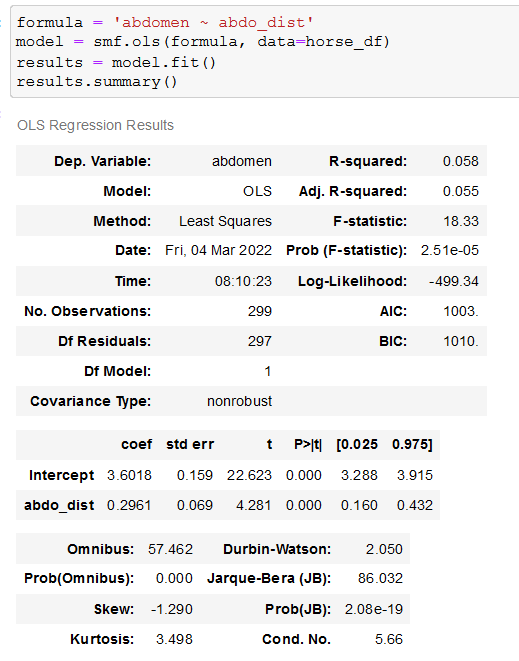 formula = 'abdomen ~ abdo_dist'
model = smf.ols(formula, data=horse_df)
results = model.fit()
results.summary()
OLS Regression Results
Dep. Variable: abdomen R-squared: 0.058
Model: OLS Adj. R-squared: 0.055
Method: Least Squares F-statistic: 18.33
Date: Fri, 04 Mar 2022 Prob (F-statistic): 2.51e-05
Time: 08:10:23 Log-Likelihood: -499.34
No. Observations: 299 AIC: 1003.
Df Residuals: 297 BIC: 1010.
Df Model: 1
Covariance Type: nonrobust
coef std err t P>|t| [0.025 0.975]
Intercept 3.6018 0.159 22.623 0.000 3.288 3.915
abdo_dist 0.2961 0.069 4.281 0.000 0.160 0.432
Omnibus: 57.462 Durbin-Watson: 2.050
Prob(Omnibus): 0.000 Jarque-Bera (JB): 86.032
Skew: -1.290 Prob(JB): 2.08e-19
Kurtosis: 3.498 Cond. No. 5.66